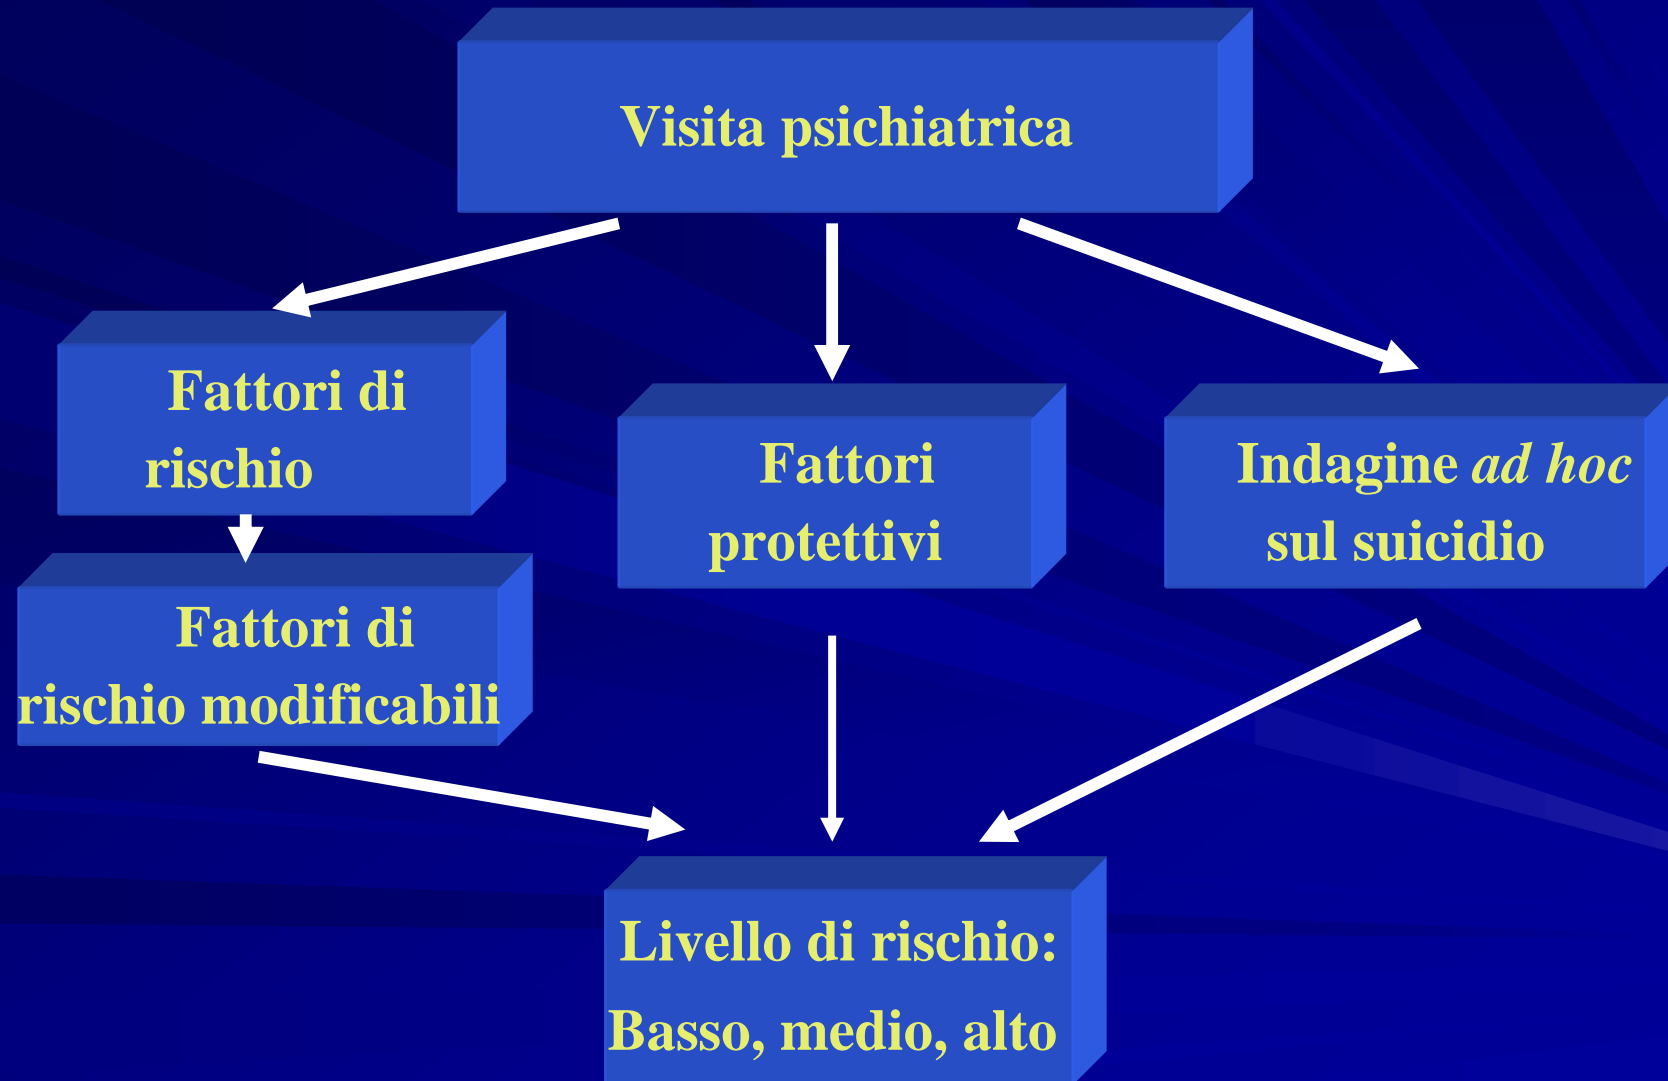 Visita psichiatrica
Fattori di
rischio
Fattori
protettivi
Indagine ad hoc
sul suicidio
Fattori di
rischio modificabili
Livello di rischio:
Basso, medio, alto